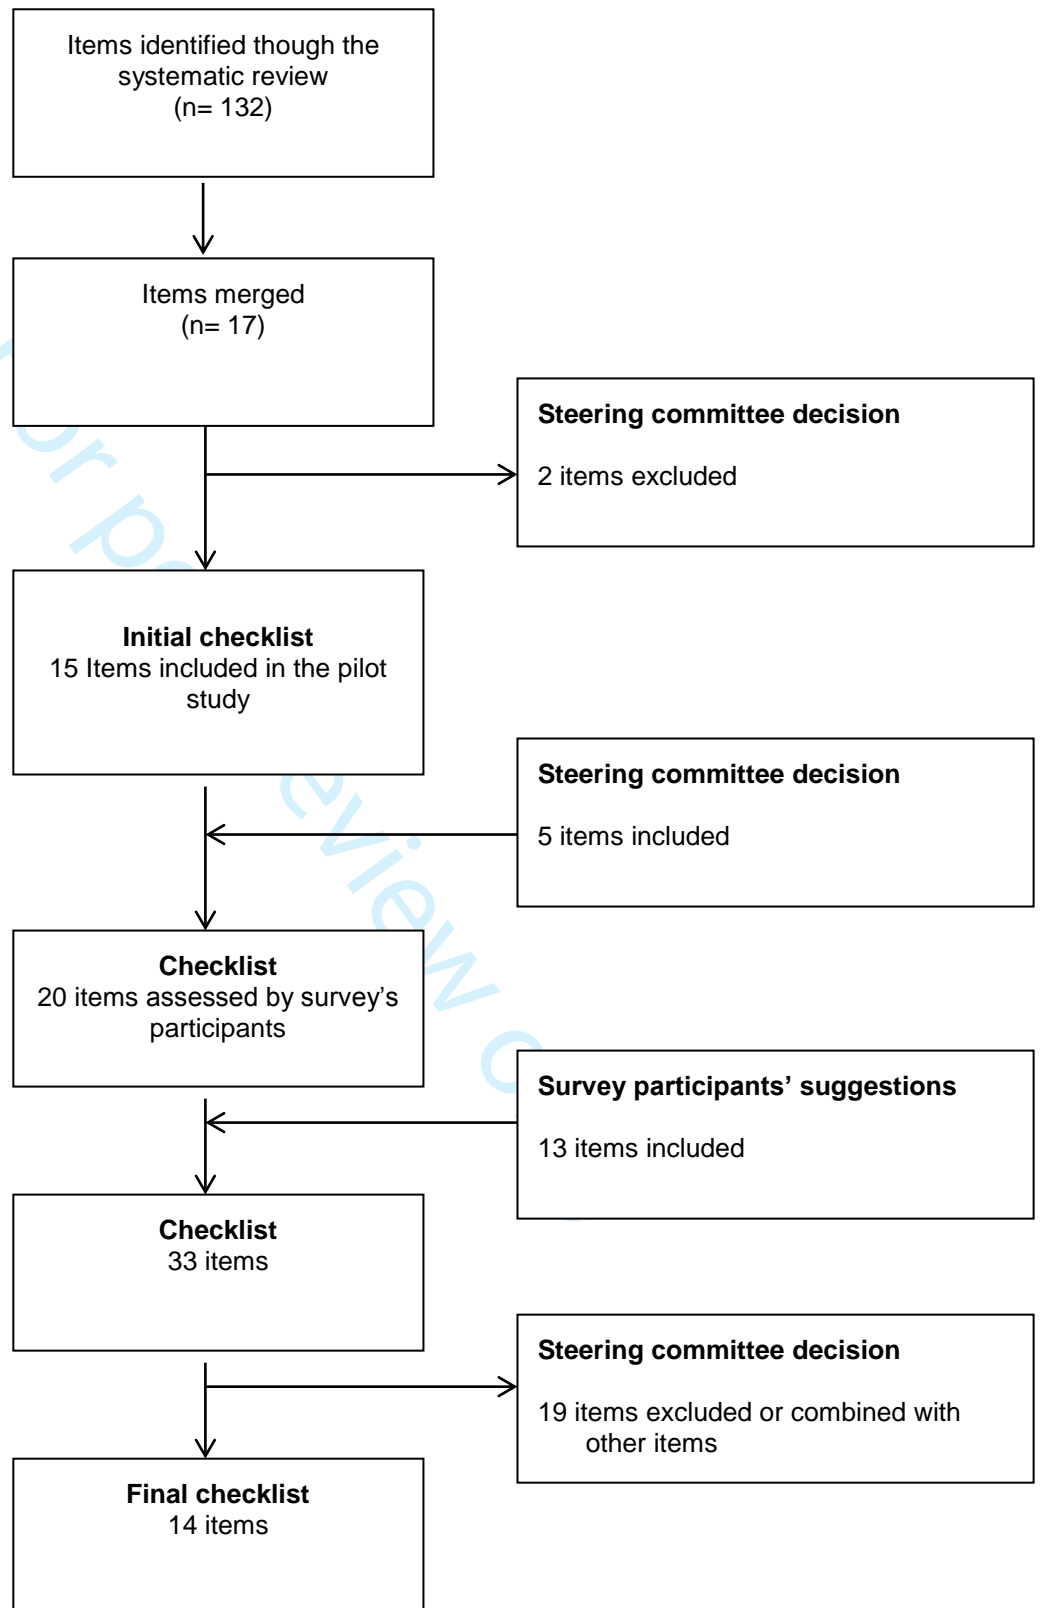 Items identified though the
systematic review
(n= 132)
Items merged
(n= 17)
Steering committee decision
2 items excluded
Initial checklist
15 Items included in the pilot
study
Steering committee decision
5 items included
Checklist
20 items assessed by survey’s
participants
Survey participants’ suggestions
13 items included
Checklist
33 items
Steering committee decision
19 items excluded or combined with
other items
Final checklist
14 items